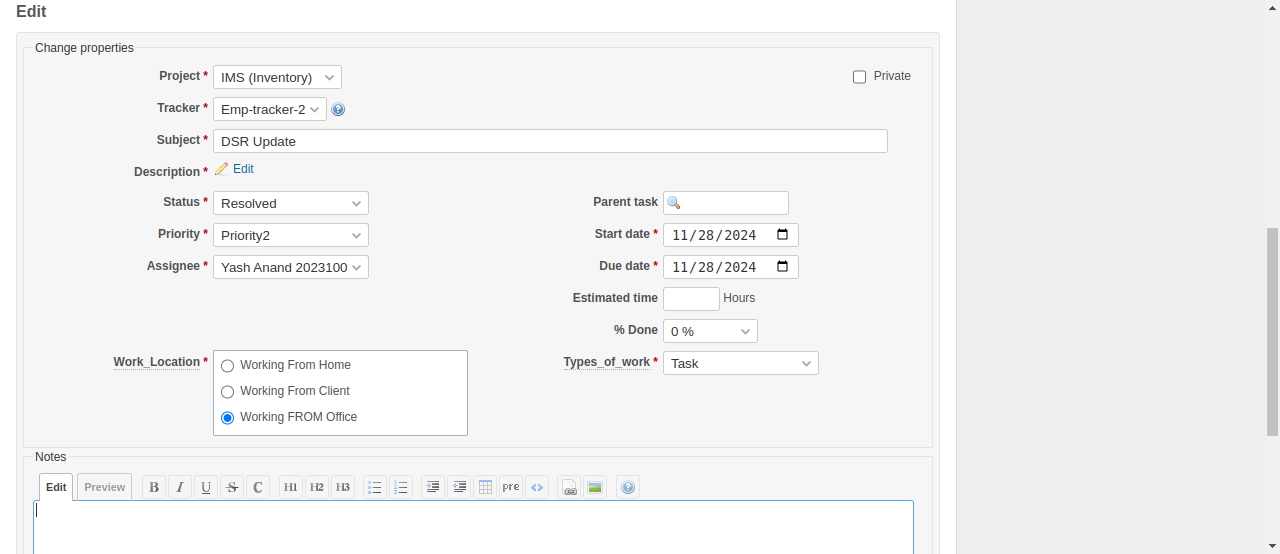 Edit
Change properties
Project * IMS (Inventory) Private
Tracker * Emp-tracker-2
Subject * DSR Update
Description * Edit
Status * Resolved Parent task
Priority * Priority2 Start date * 11/28/2024
Assignee * Yash Anand 2023100 Due date * 11/28/2024
Estimated time Hours
% Done 0 %
Work_Location * Working From Home Types_of_work * Task
Working From Client
Working FROM Office
Notes
Edit Preview B I U S C H1 H2 H3 pre